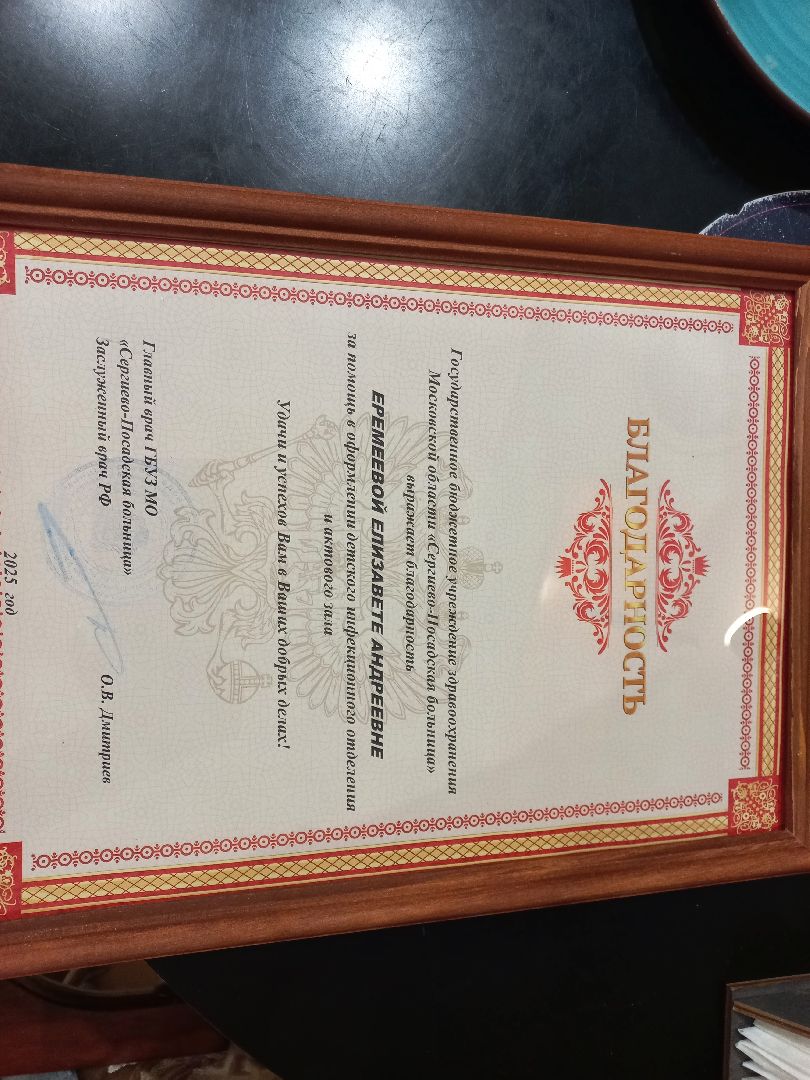 БЛАГОДАРНОСТЬ
Государственное бюджетное учреждение здравоохранения
Московской области «Сергиево-Посадская больница»
выражает благодарность
ЕРЕМЕЕВОЙ ЕЛИЗАВЕТЕ АНДРЕЕВНЕ
за помощь в оформлении детского инфекционного отделения
и актового зала
Удачи и успехов Вам в Ваших добрых делах!
Главный врач ГБУЗ МО
«Сергиево-Посадская больница»
Заслуженный врач РФ
О.В. Дмитриев
2025 год